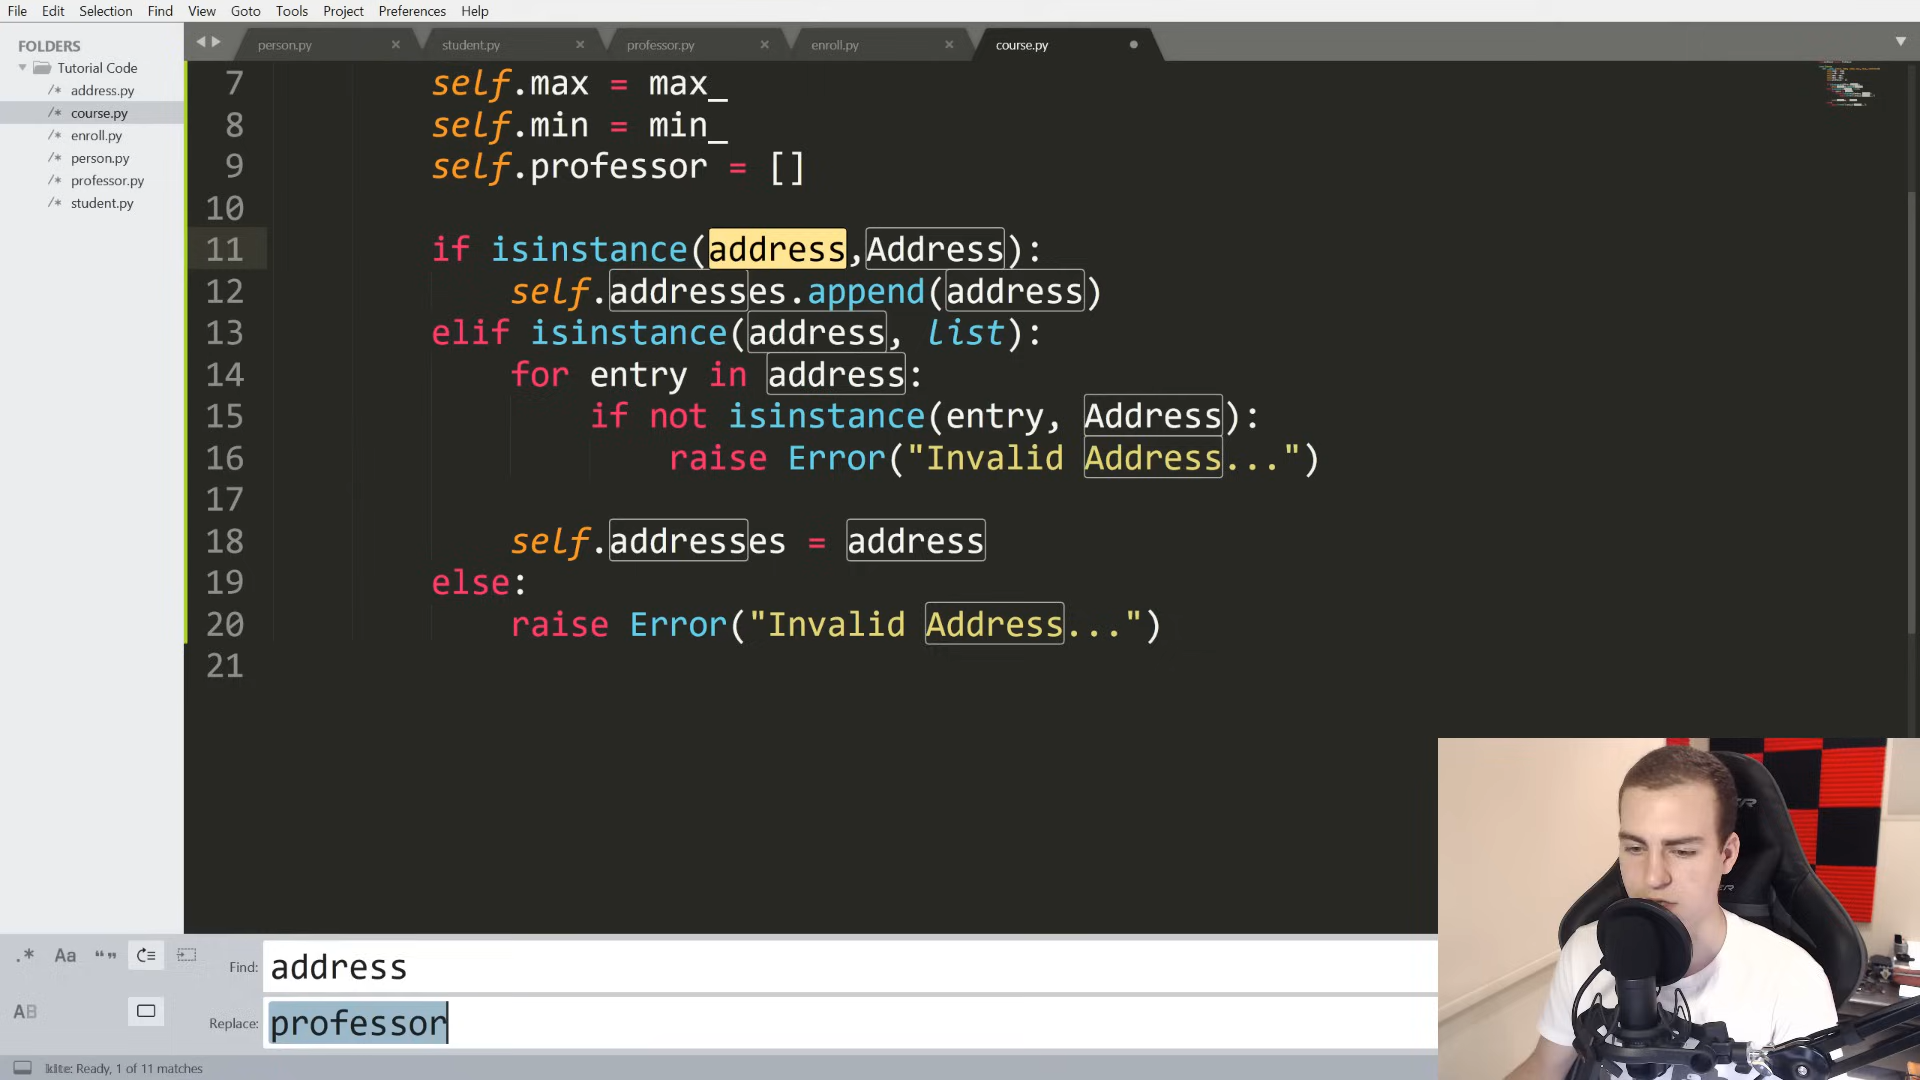 File Edit Selection Find View Goto Tools Project Preferences Help
FOLDERS
Tutorial Code
/* address.py
/* course.py
/* enroll.py
/* person.py
/* professor.py
/* student.py
person.py × student.py × professor.py × enroll.py × course.py
7 self.max = max_
8 self.min = min_
9 self.professor = []
10
11 if isinstance(address,Address):
12 self.addresses.append(address)
13 elif isinstance(address, list):
14 for entry in address:
15 if not isinstance(entry, Address):
16 raise Error("Invalid Address...")
17
18 self.addresses = address
19 else:
20 raise Error("Invalid Address...")
21
.* Aa “” Find: address
AB Replace: professor
kite: Ready, 1 of 11 matches